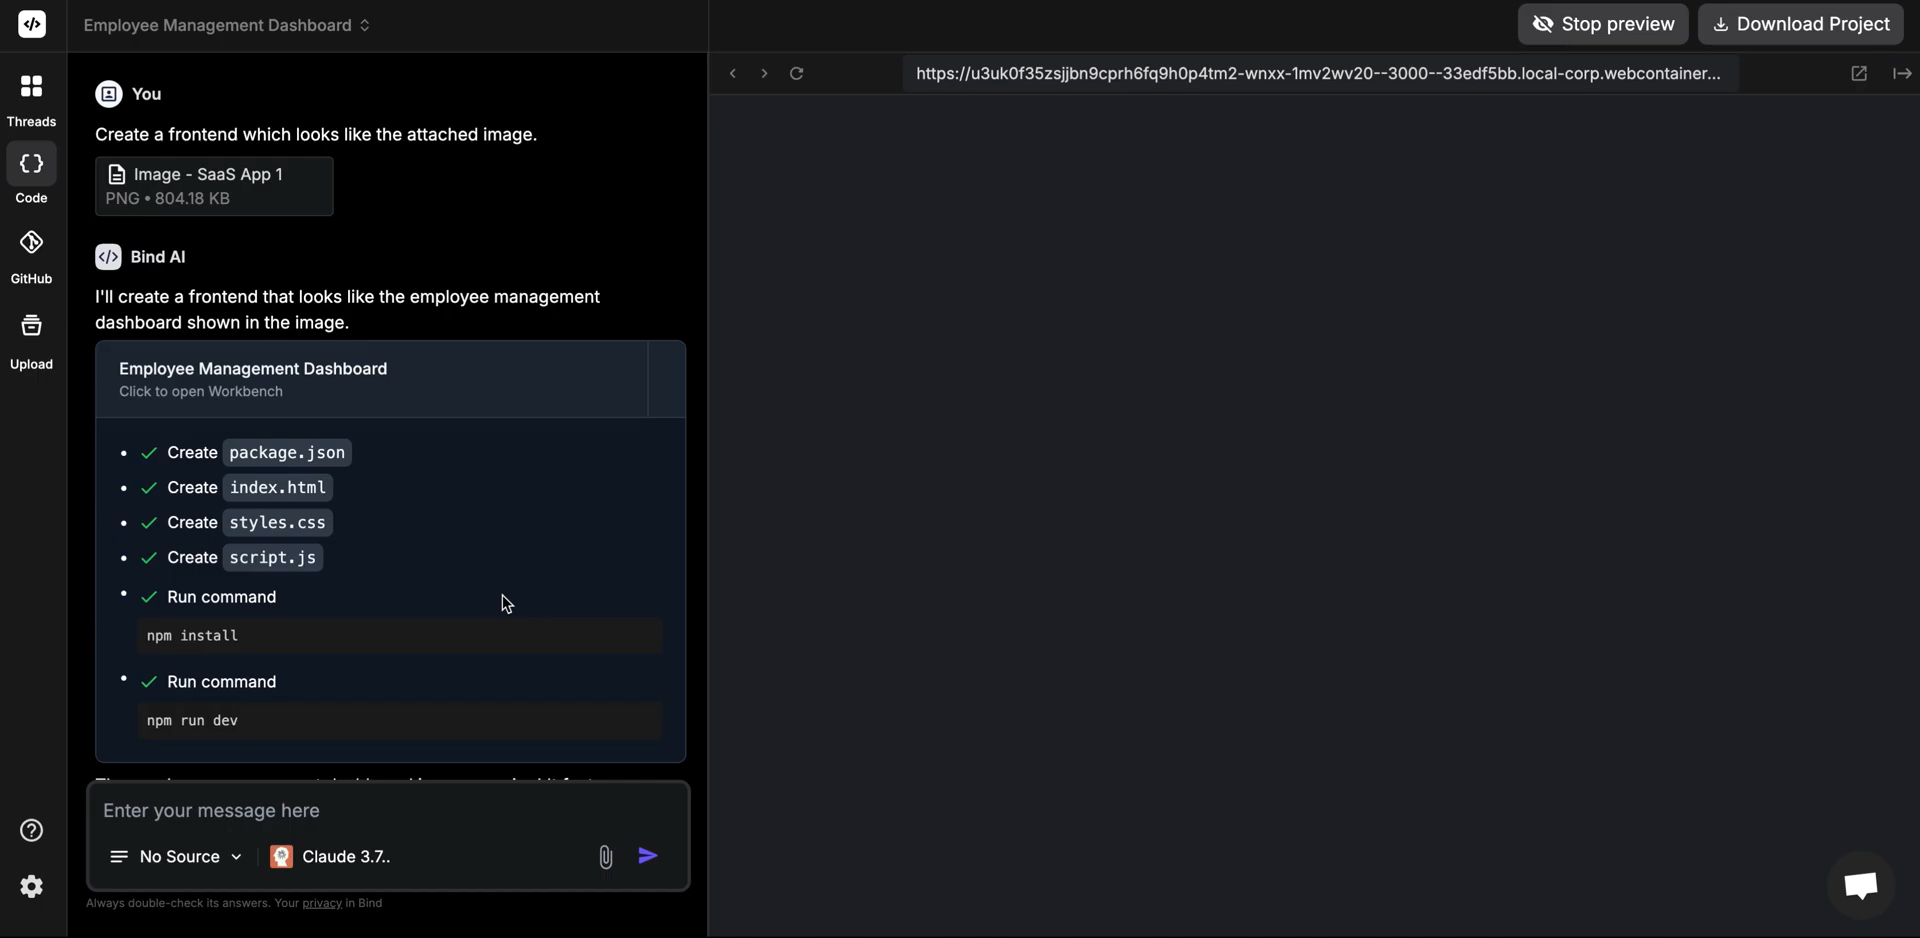 Employee Management Dashboard
Stop preview
Download Project
https://u3uk0f35zsjjbn9cprh6fq9h0p4tm2-wnxx-1mv2wv20--3000--33edf5bb.local-corp.webcontainer...
Threads
Code
GitHub
Upload
You
Create a frontend which looks like the attached image.
Image - SaaS App 1
PNG • 804.18 KB
Bind AI
I'll create a frontend that looks like the employee management
dashboard shown in the image.
Employee Management Dashboard
Click to open Workbench
Create package.json
Create index.html
Create styles.css
Create script.js
Run command
npm install
Run command
npm run dev
Enter your message here
No Source
Claude 3.7..
Always double-check its answers. Your privacy in Bind